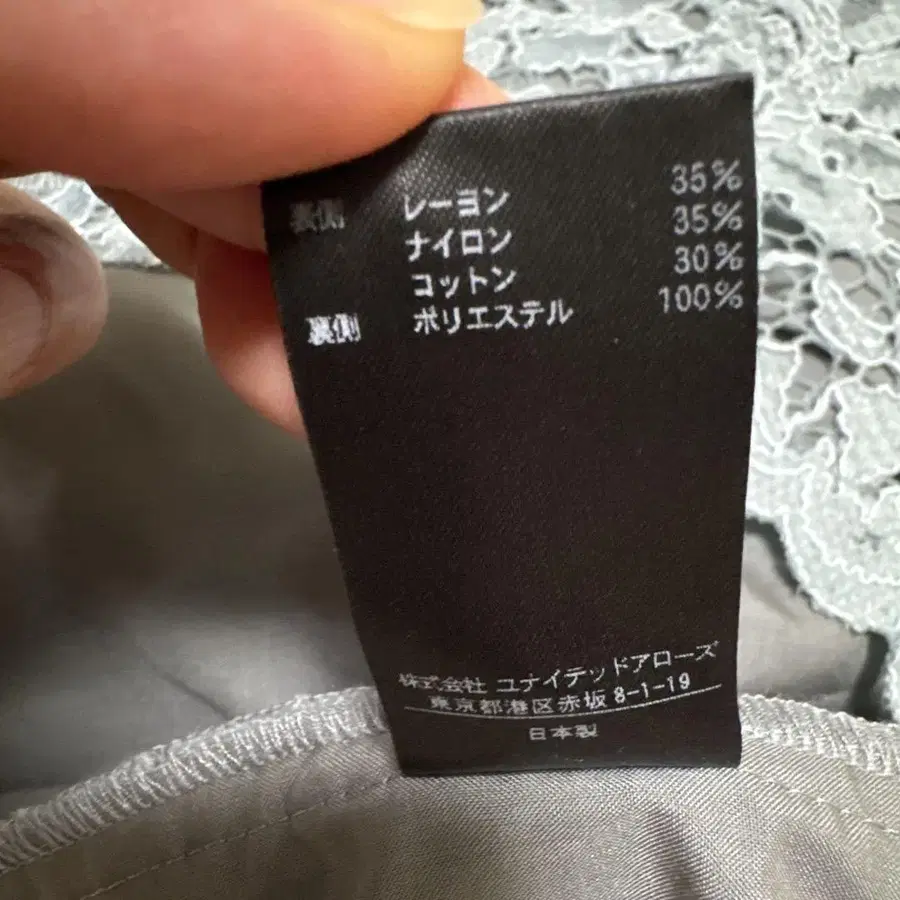 表側 レーヨン 35%
ナイロン 35%
コットン 30%
裏側 ポリエステル 100%
株式会社 ユナイテッドアローズ
東京都港区赤坂 8-1-19
日本製